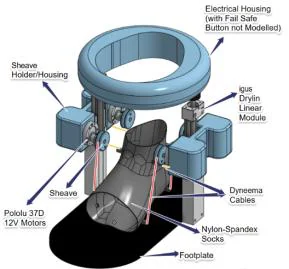 Electrical Housing
(with Fail Safe
Button not Modelled)
Sheave
Holder/Housing
igus
Drylin
Linear
Module
Sheave
Dyneema
Cables
Pololu 37D
12V Motors
Nylon-Spandex
Socks
Footplate